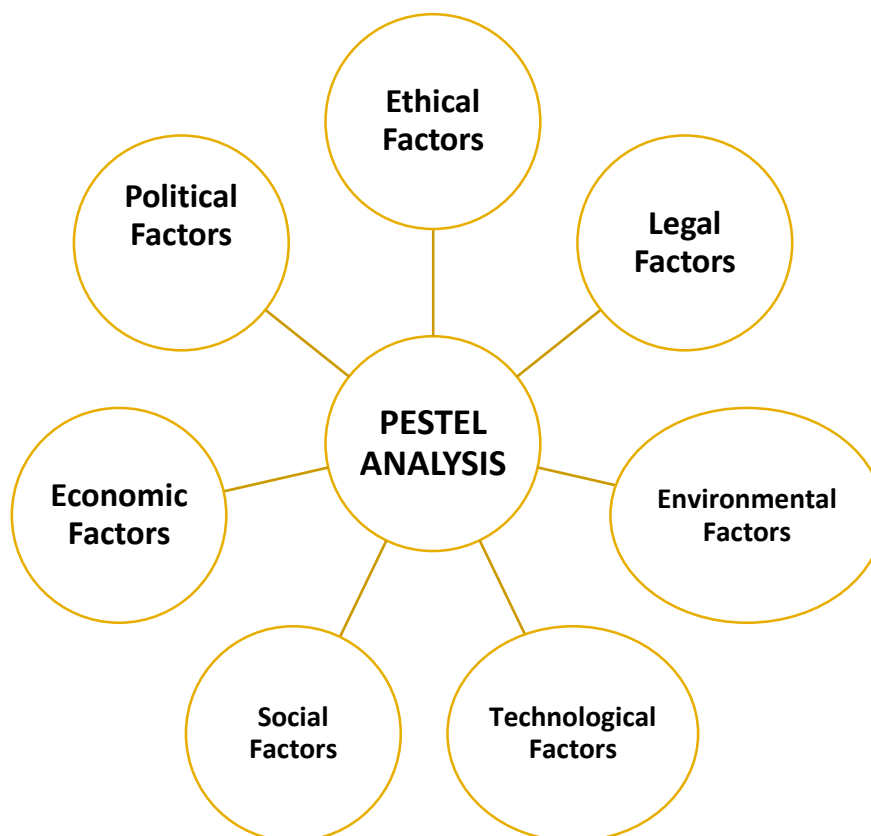 Ethical
Factors
Political
Factors
Legal
Factors
PESTEL
ANALYSIS
Economic
Factors
Environmental
Factors
Social
Factors
Technological
Factors